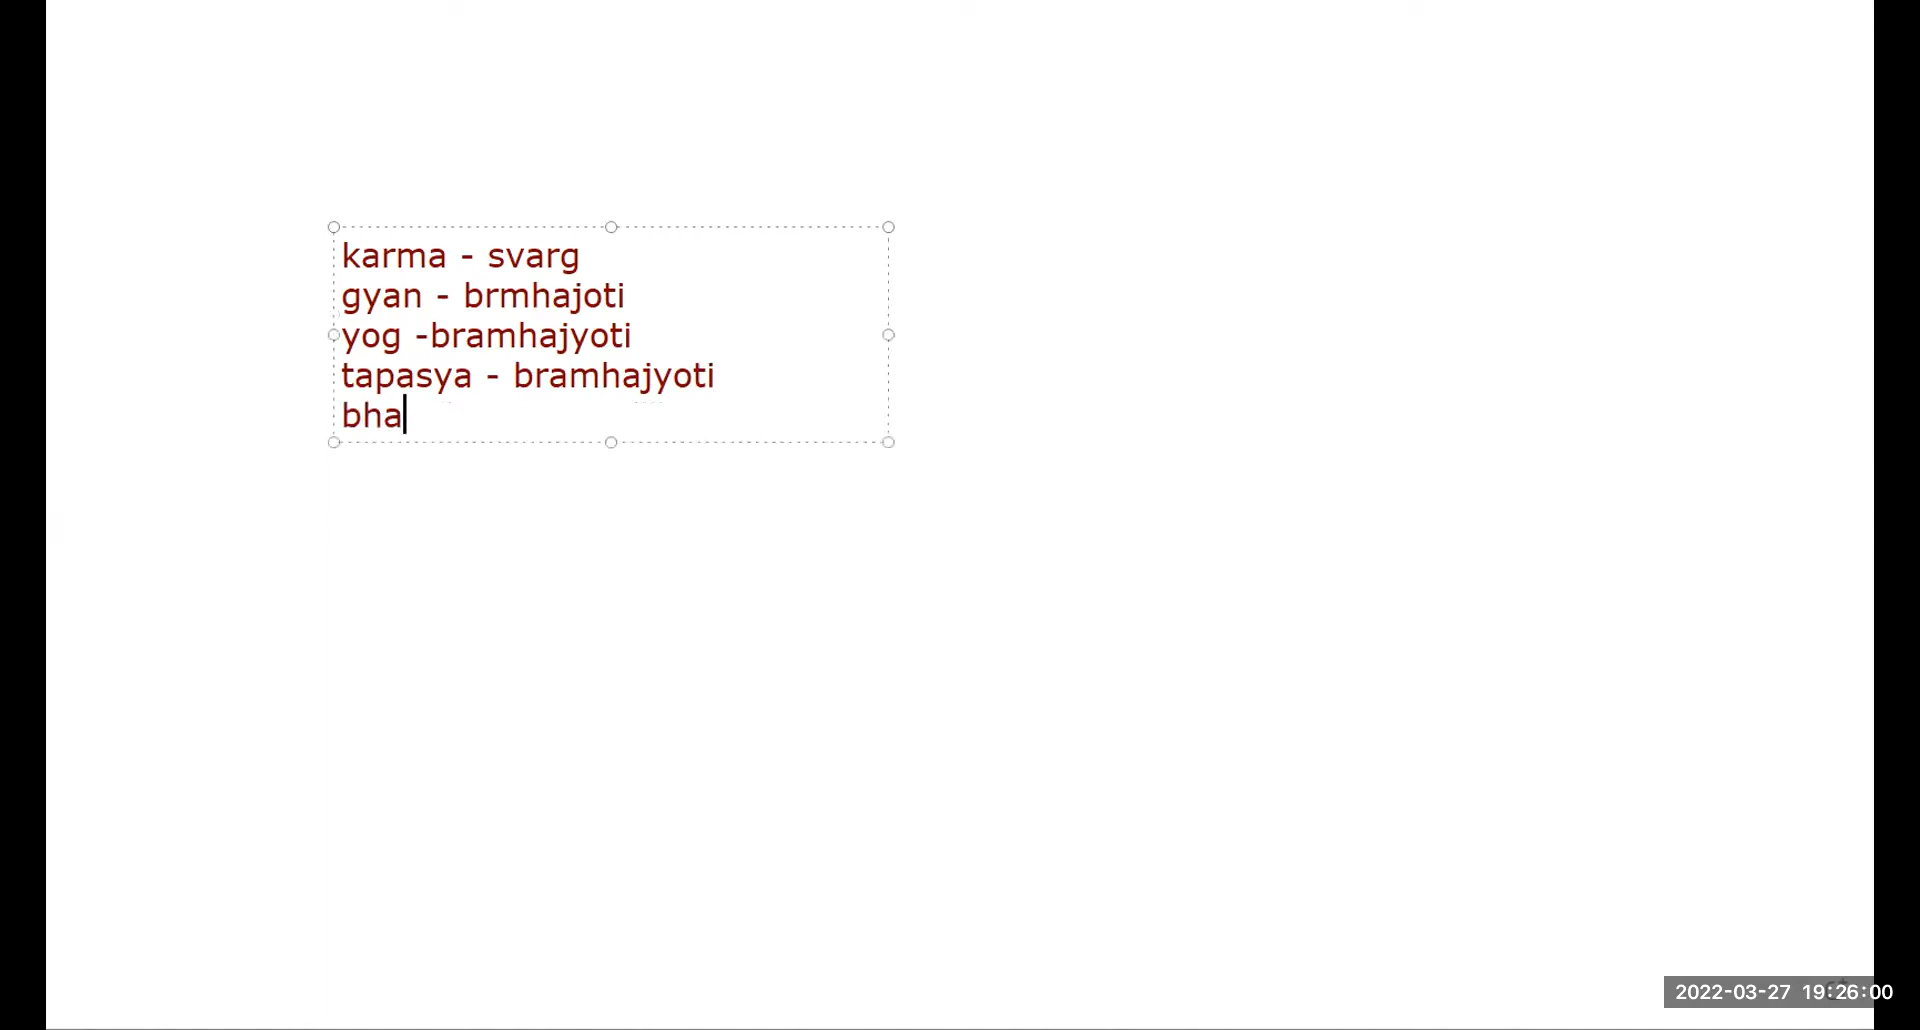 karma - svarg
gyan - brmhajoti
yog -bramhajyoti
tapasya - bramhajyoti
bha
2022-03-27 19:26:00